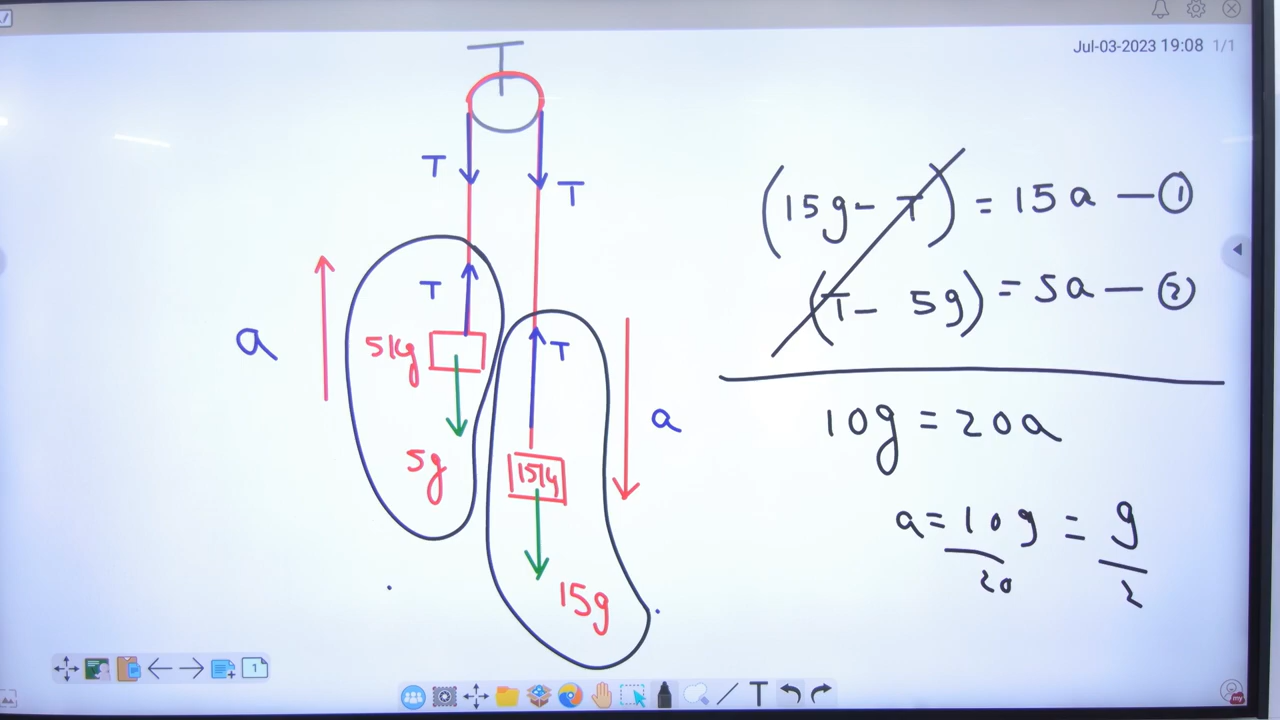 Jul-03-2023 19:08 1/1
T
T
(15g - T) = 15a — ①
(T - 5g) = 5a — ②
T
5kg
T
a
a
10g = 20a
5g
15kg
a = 10g/20 = g/2
15g
1
T